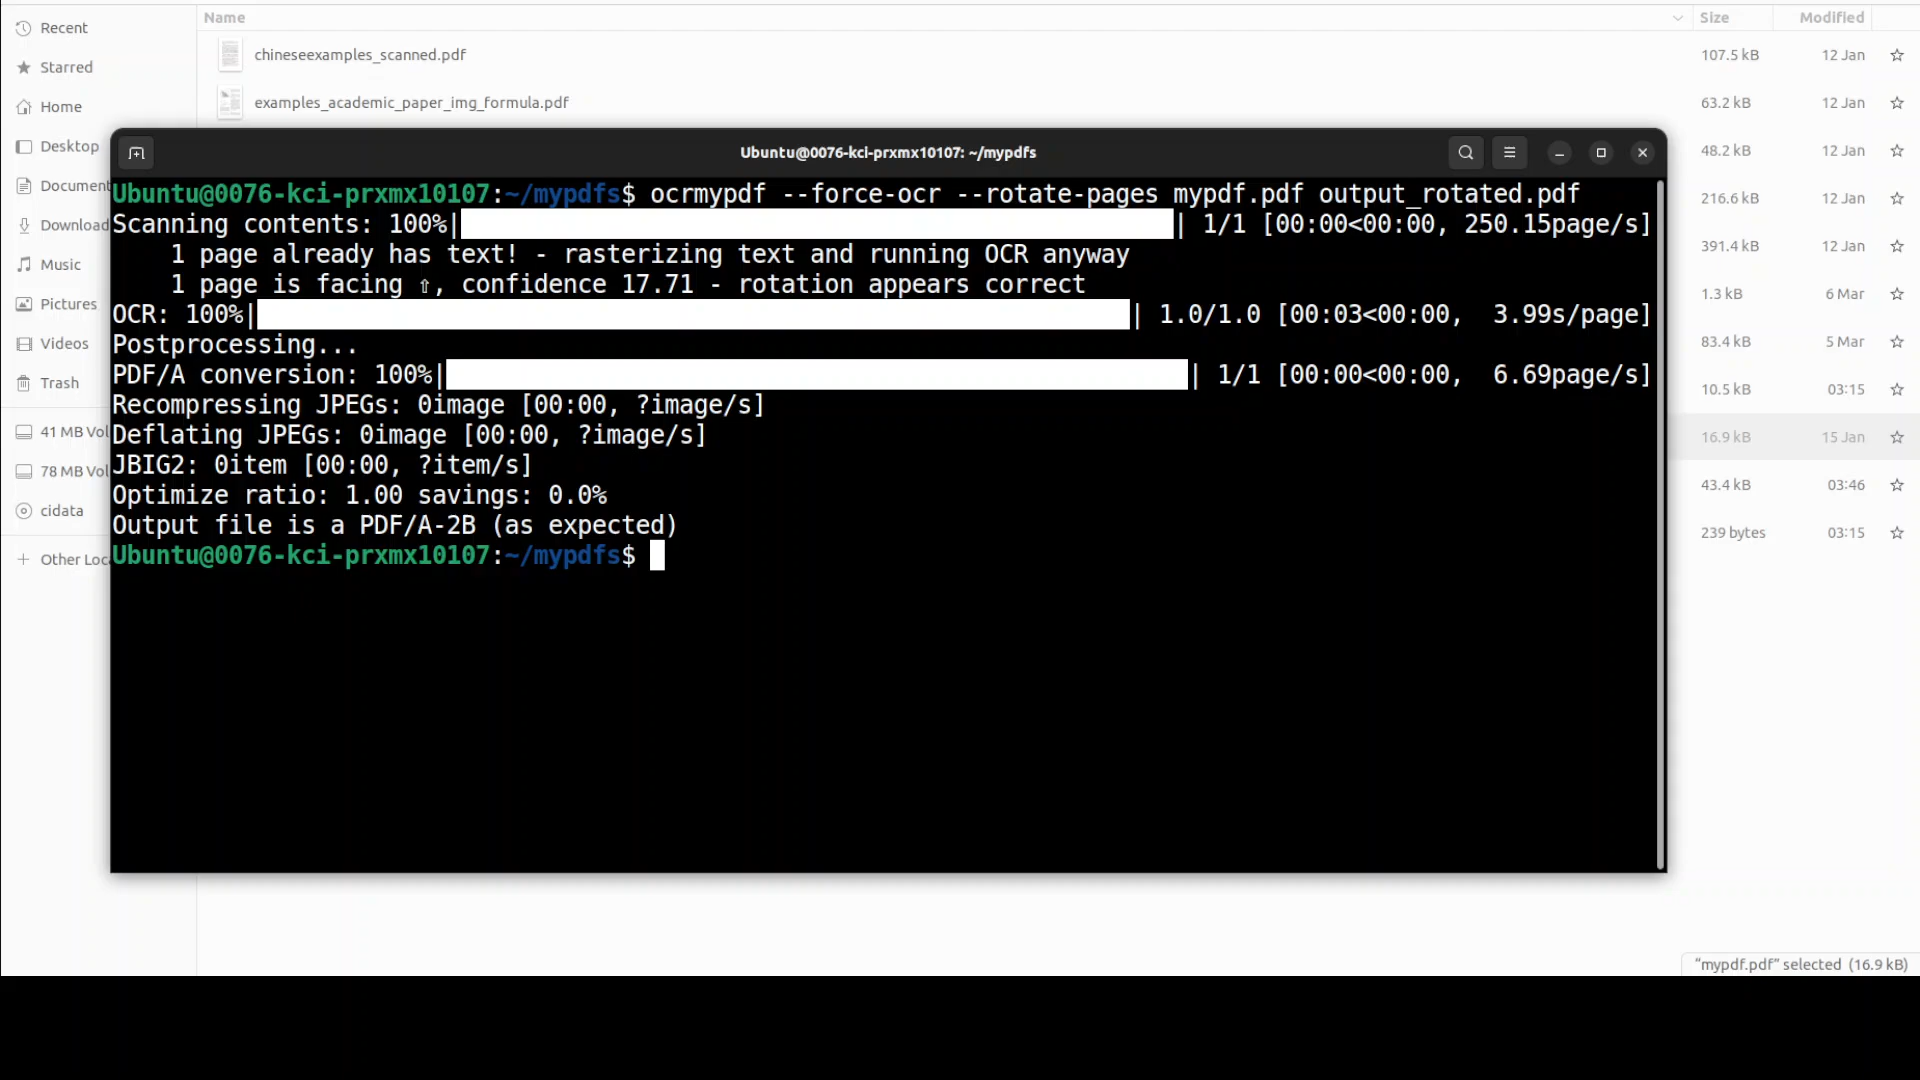 Name
Size
Modified
Recent
Starred
Home
Desktop
Document
Download
Music
Pictures
Videos
Trash
41 MB Vol
78 MB Vol
cidata
Other Loc
chineseexamples_scanned.pdf
107.5 kB
12 Jan
examples_academic_paper_img_formula.pdf
63.2 kB
12 Jan
48.2 kB
12 Jan
216.6 kB
12 Jan
391.4 kB
12 Jan
1.3 kB
6 Mar
83.4 kB
5 Mar
10.5 kB
03:15
16.9 kB
15 Jan
43.4 kB
03:46
239 bytes
03:15
Ubuntu@0076-kci-prxmx10107: ~/mypdfs
Ubuntu@0076-kci-prxmx10107:~/mypdfs$ ocrmypdf --force-ocr --rotate-pages mypdf.pdf output_rotated.pdf
Scanning contents: 100%| | 1/1 [00:00<00:00, 250.15page/s]
1 page already has text! - rasterizing text and running OCR anyway
1 page is facing ⇧, confidence 17.71 - rotation appears correct
OCR: 100%| | 1.0/1.0 [00:03<00:00, 3.99s/page]
Postprocessing...
PDF/A conversion: 100%| | 1/1 [00:00<00:00, 6.69page/s]
Recompressing JPEGs: 0image [00:00, ?image/s]
Deflating JPEGs: 0image [00:00, ?image/s]
JBIG2: 0item [00:00, ?item/s]
Optimize ratio: 1.00 savings: 0.0%
Output file is a PDF/A-2B (as expected)
Ubuntu@0076-kci-prxmx10107:~/mypdfs$
“mypdf.pdf” selected (16.9 kB)